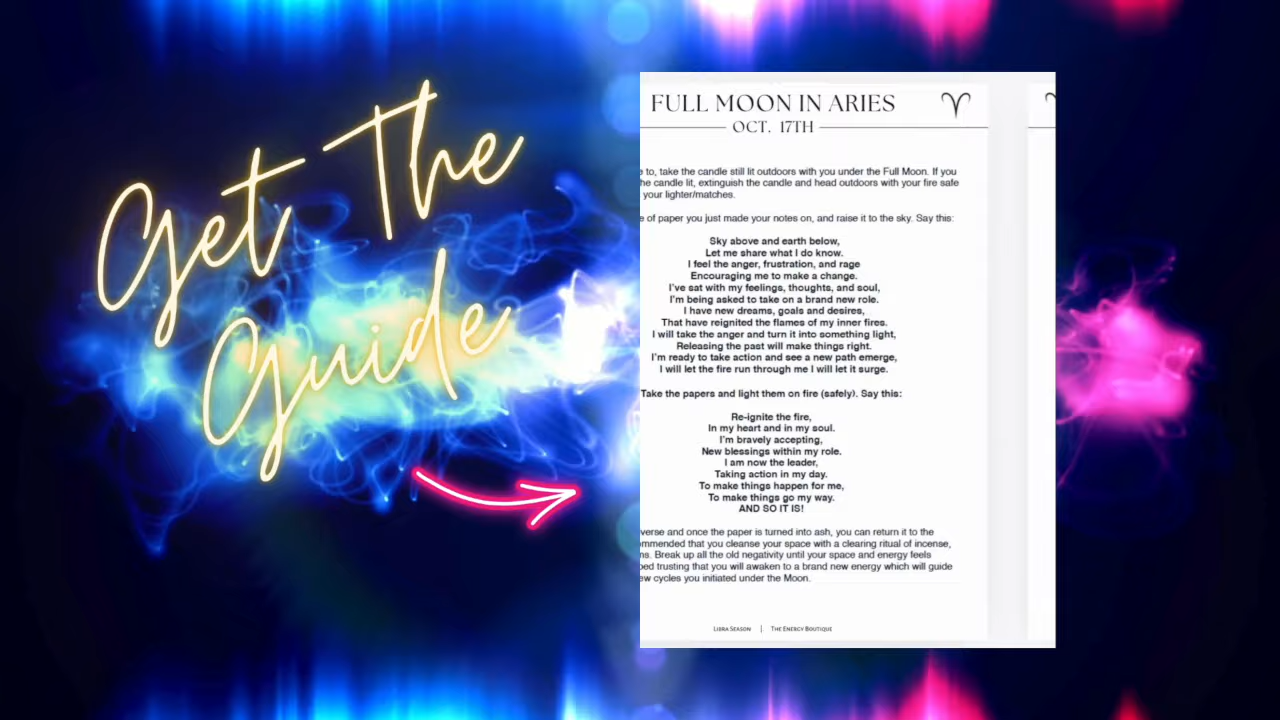 Get The
Guide
FULL MOON IN ARIES
OCT. 17TH
to, take the candle still lit outdoors with you under the Full Moon. If you
the candle lit, extinguish the candle and head outdoors with your fire safe
your lighter/matches.
of paper you just made your notes on, and raise it to the sky. Say this:
Sky above and earth below,
Let me share what I do know.
I feel the anger, frustration, and rage
Encouraging me to make a change.
I've sat with my feelings, thoughts, and soul,
I'm being asked to take on a brand new role.
I have new dreams, goals and desires,
That have reignited the flames of my inner fires.
I will take the anger and turn it into something light,
Releasing the past will make things right.
I'm ready to take action and see a new path emerge,
I will let the fire run through me I will let it surge.
Take the papers and light them on fire (safely). Say this:
Re-ignite the fire,
In my heart and in my soul.
I'm bravely accepting,
New blessings within my role.
I am now the leader,
Taking action in my day.
To make things happen for me,
To make things go my way.
AND SO IT IS!
verse and once the paper is turned into ash, you can return it to the
mmended that you cleanse your space with a clearing ritual of incense,
Break up all the old negativity until your space and energy feels
trusting that you will awaken to a brand new energy which will guide
cycles you initiated under the Moon.
LIBRA SEASON | THE ENERGY BOUTIQUE